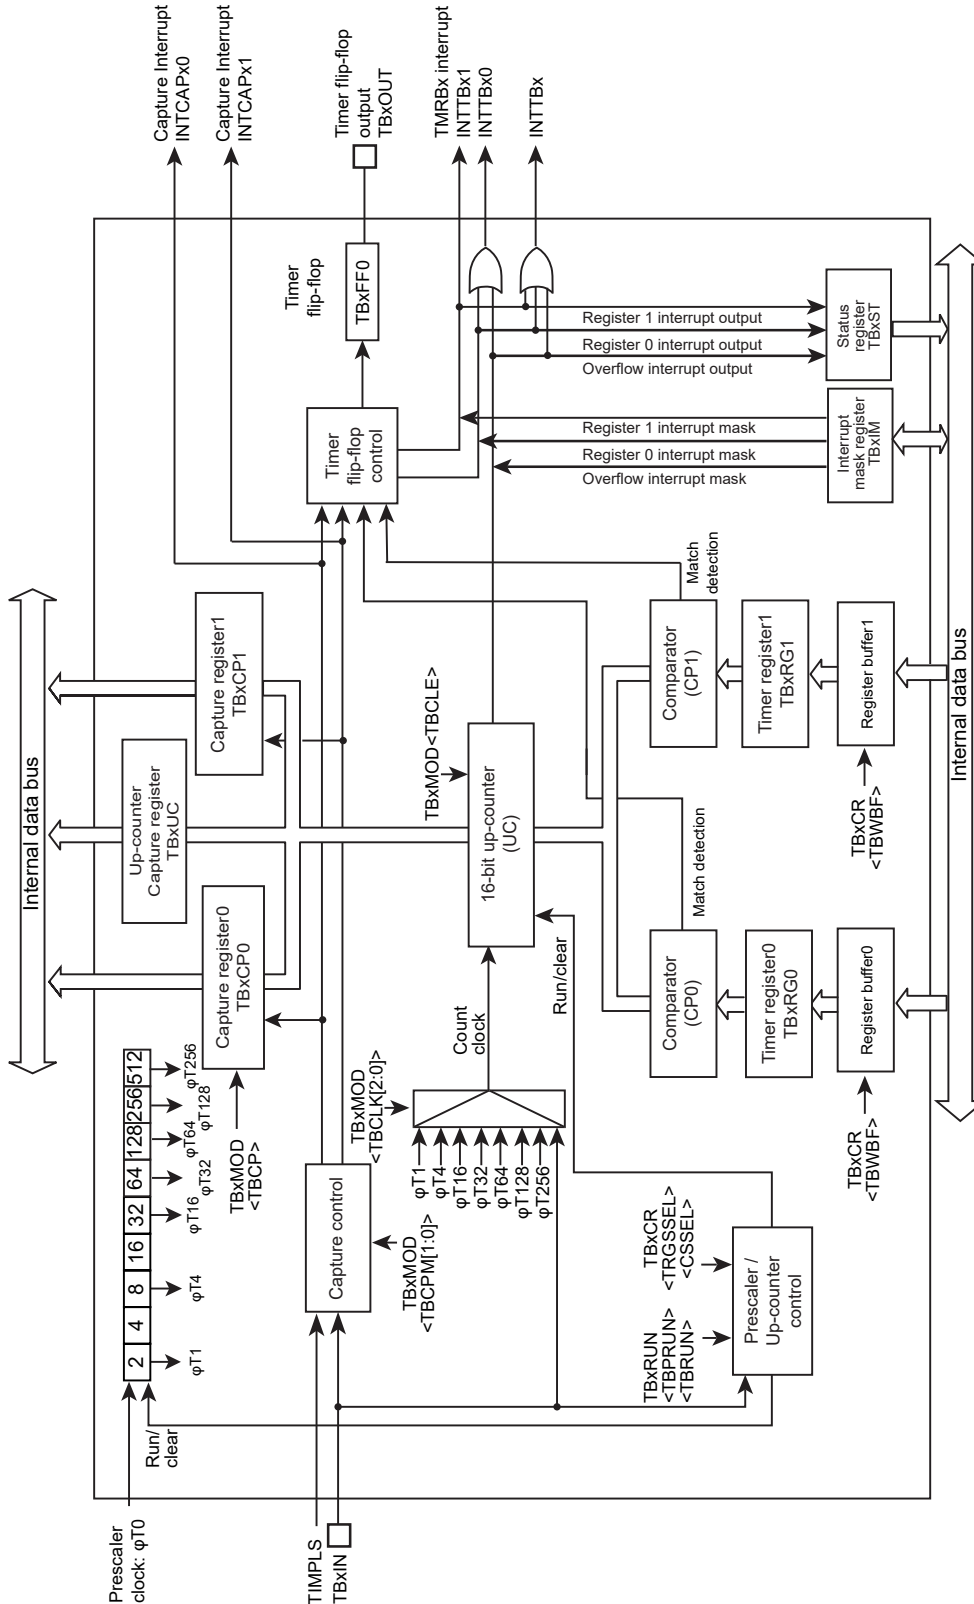 Prescaler
clock: φT0
Run/
clear
2
4
8
16
32
64
128
256
512
φT1
φT4
φT16
φT32
φT64
φT128
φT256
Internal data bus
TBxMOD
<TBCP>
Capture register0
TBxCP0
Up-counter
Capture register
TBxUC
Capture register1
TBxCP1
Capture Interrupt
INTCAPx0
Capture Interrupt
INTCAPx1
TIMPLS
TBxIN
Capture control
TBxMOD
<TBCPM[1:0]>
TBxMOD
<TBCLK[2:0]>
φT1
φT4
φT16
φT32
φT64
φT128
φT256
Count
clock
TBxMOD<TBCLE>
16-bit up-counter
(UC)
Run/clear
Timer
flip-flop
control
Timer
flip-flop
TBxFF0
Timer flip-flop
output
TBxOUT
TMRBx interrupt
INTTBx1
INTTBx0
INTTBx
TBxRUN
<TBPRUN>
<TBRUN>
TBxCR
<TRGSSEL>
<CSSEL>
Prescaler /
Up-counter
control
Match detection
Match
detection
Comparator
(CP0)
Comparator
(CP1)
Timer register0
TBxRG0
Timer register1
TBxRG1
Register buffer0
Register buffer1
TBxCR
<TBWBF>
TBxCR
<TBWBF>
Register 1 interrupt mask
Register 0 interrupt mask
Overflow interrupt mask
Register 1 interrupt output
Register 0 interrupt output
Overflow interrupt output
Interrupt
mask register
TBxIM
Status
register
TBxST
Internal data bus